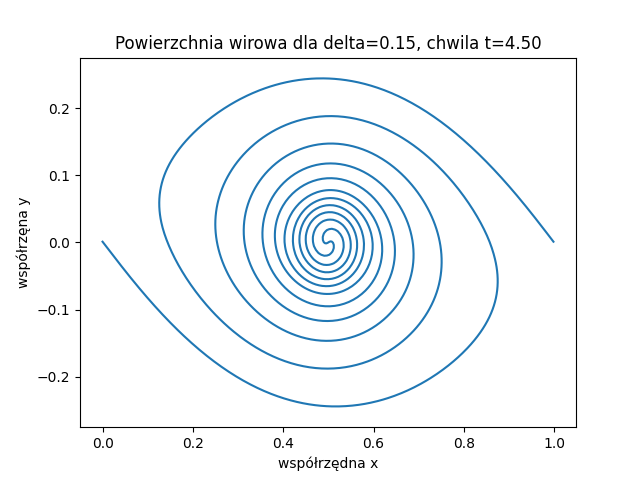 Powierzchnia wirowa dla delta=0.15, chwila t=4.50
współrzęna y
0.2
0.1
0.0
−0.1
−0.2
0.0 0.2 0.4 0.6 0.8 1.0
współrzędna x